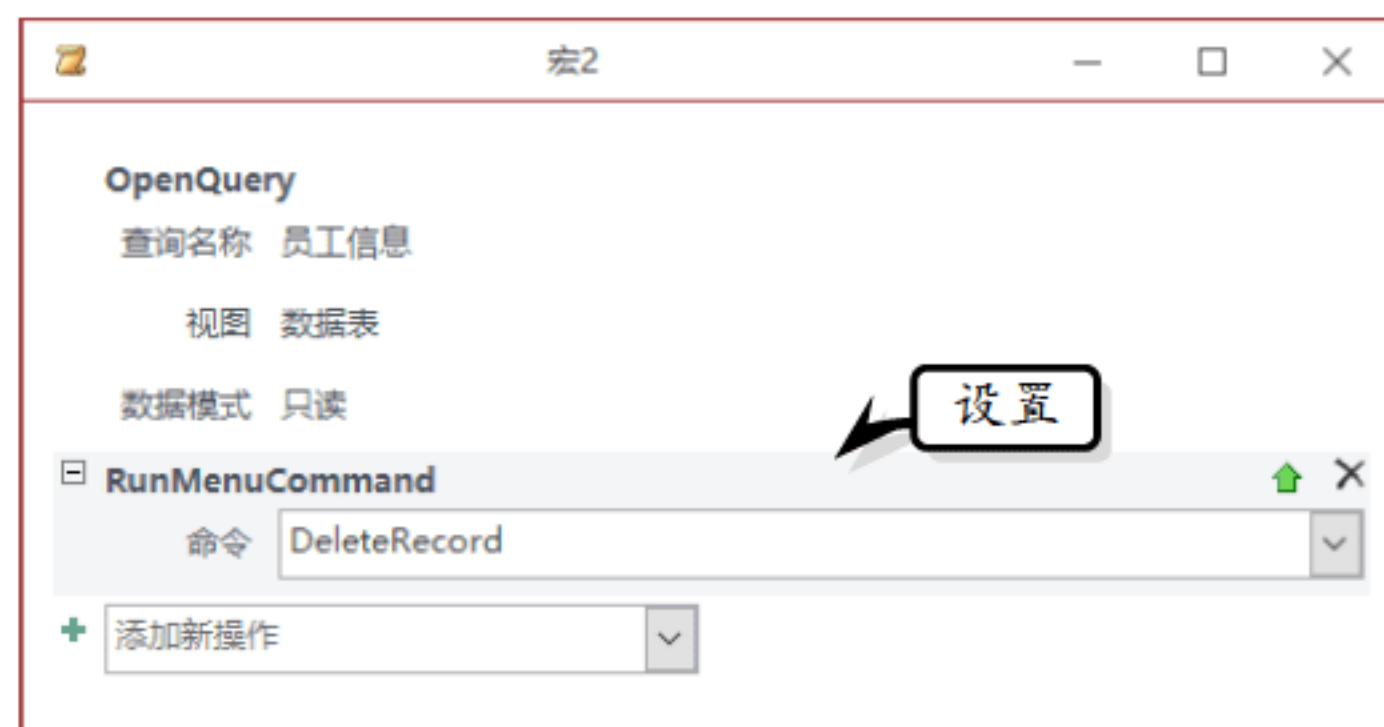 宏2
OpenQuery
查询名称 员工信息
视图 数据表
数据模式 只读
设置
RunMenuCommand
命令 DeleteRecord
添加新操作